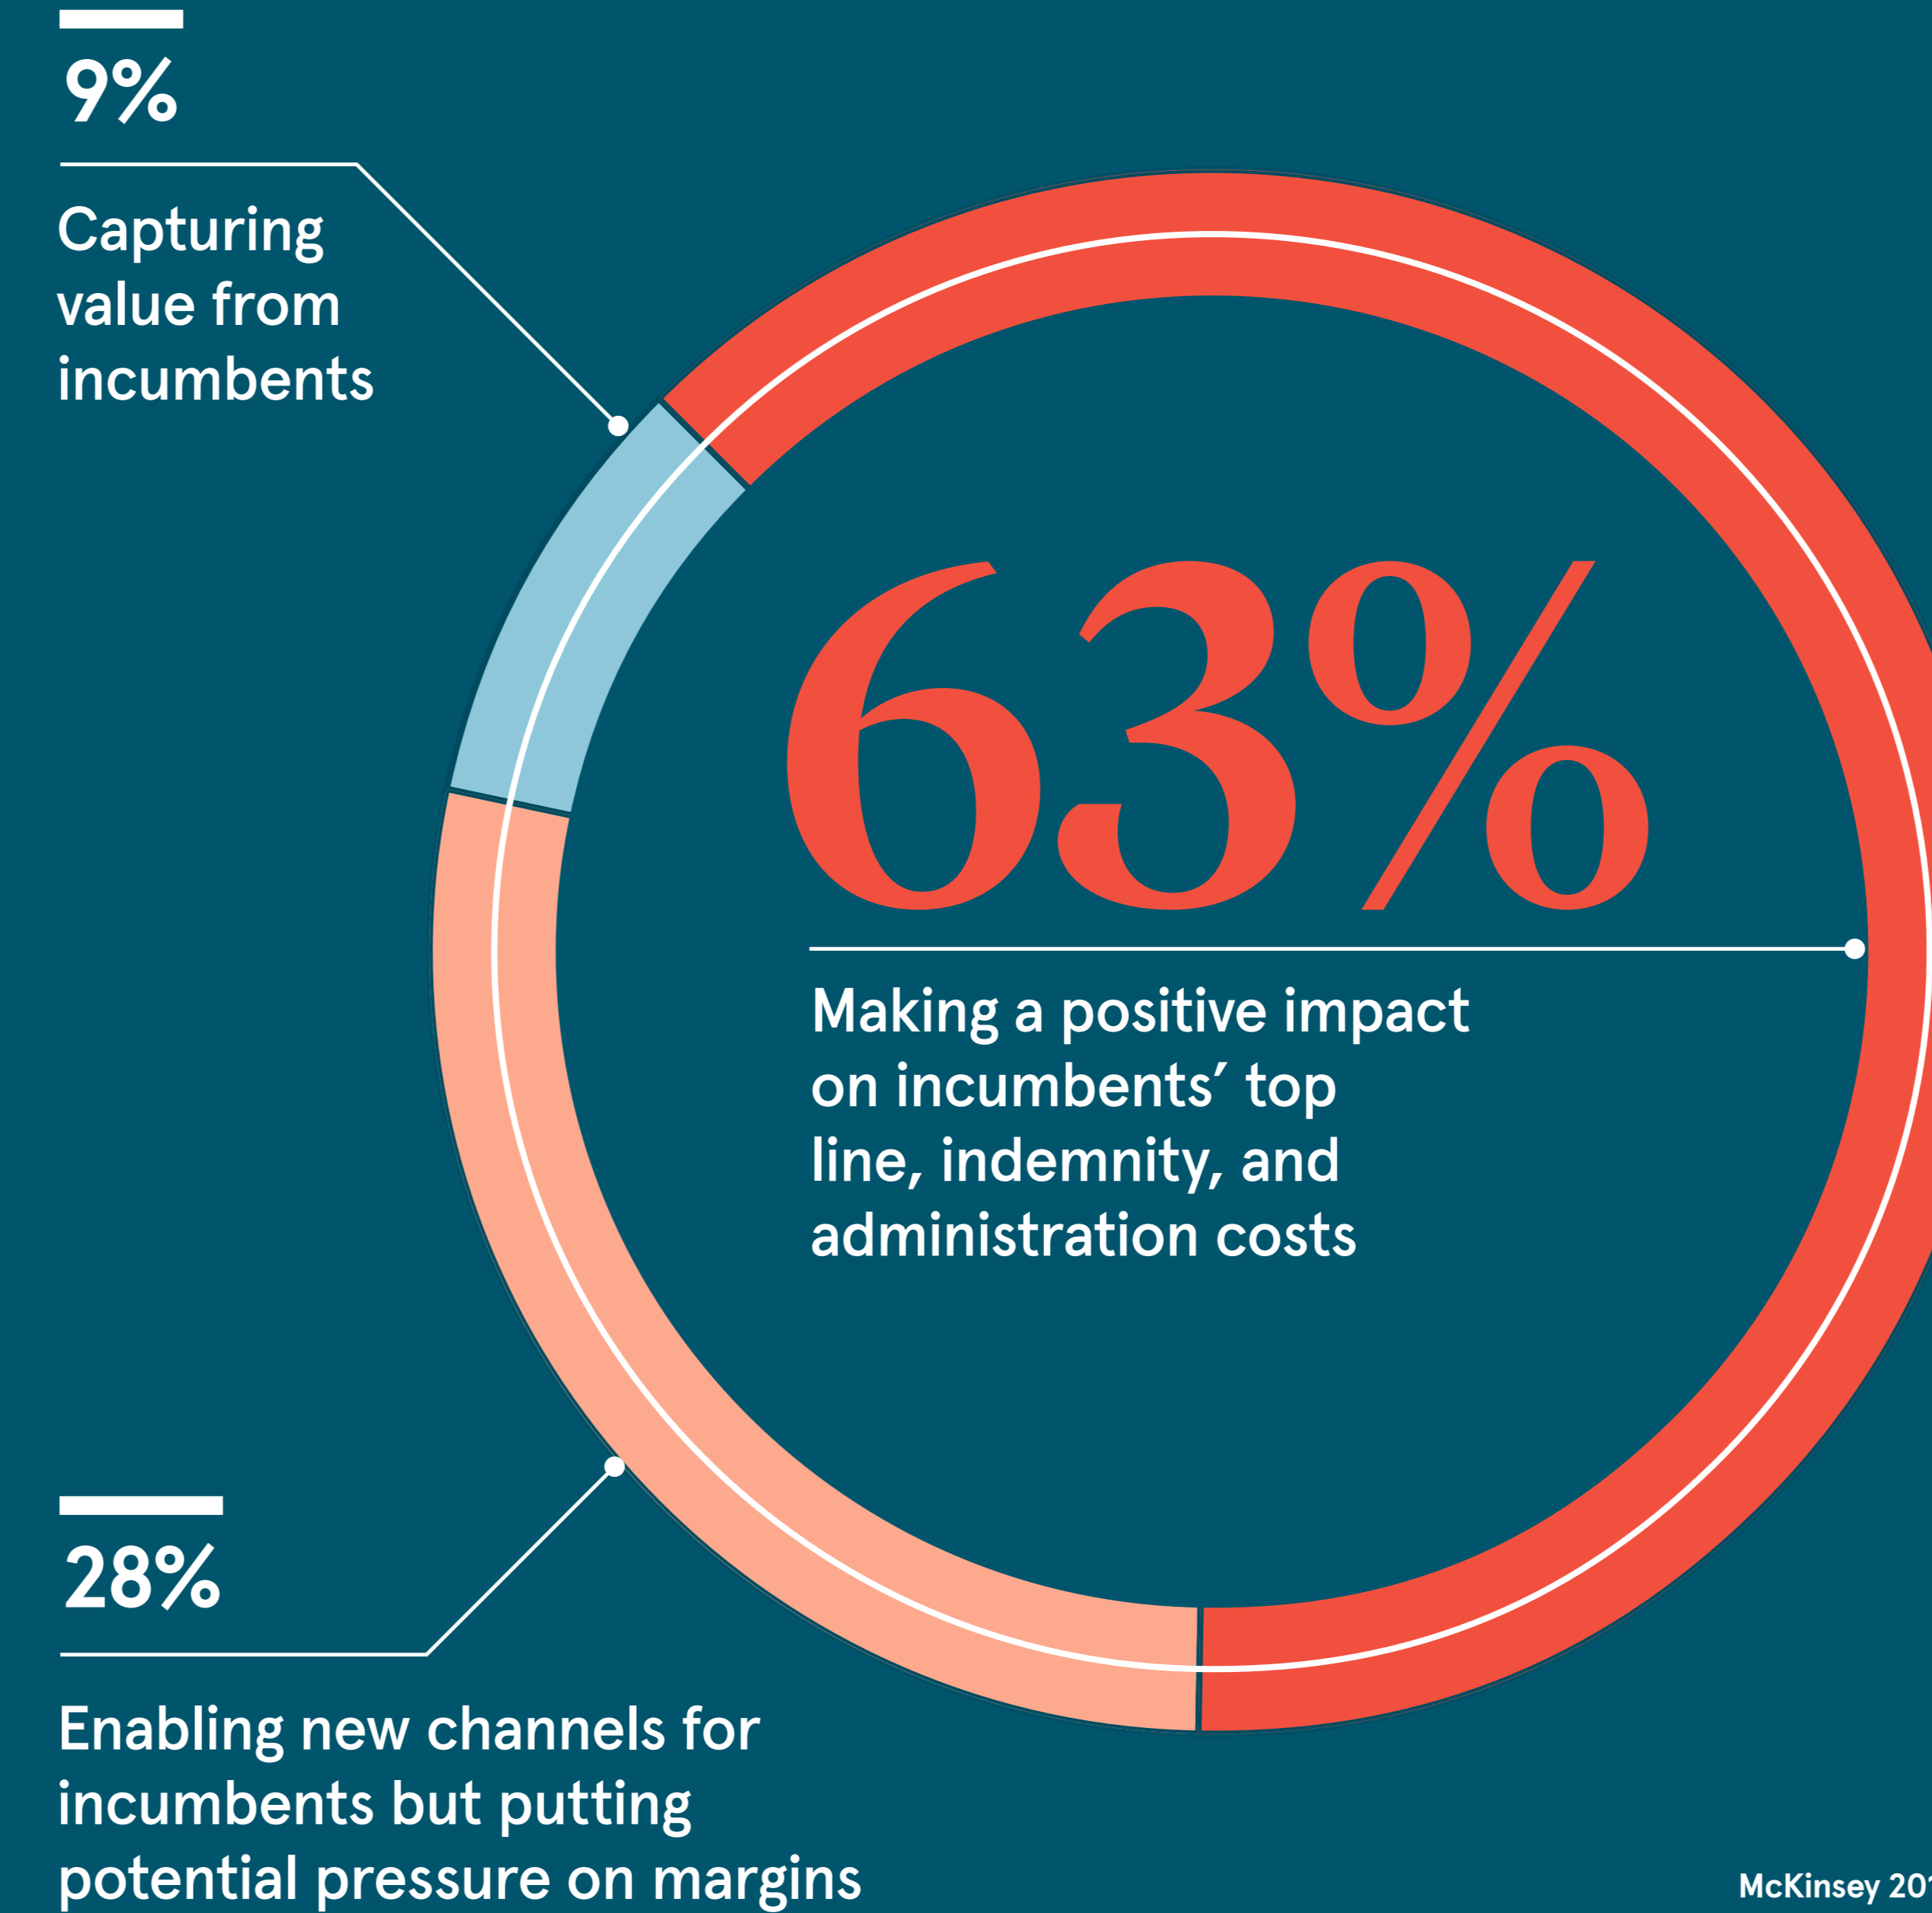 9%
Capturing
value from
incumbents
63%
Making a positive impact
on incumbents’ top
line, indemnity, and
administration costs
28%
Enabling new channels for
incumbents but putting
potential pressure on margins
McKinsey